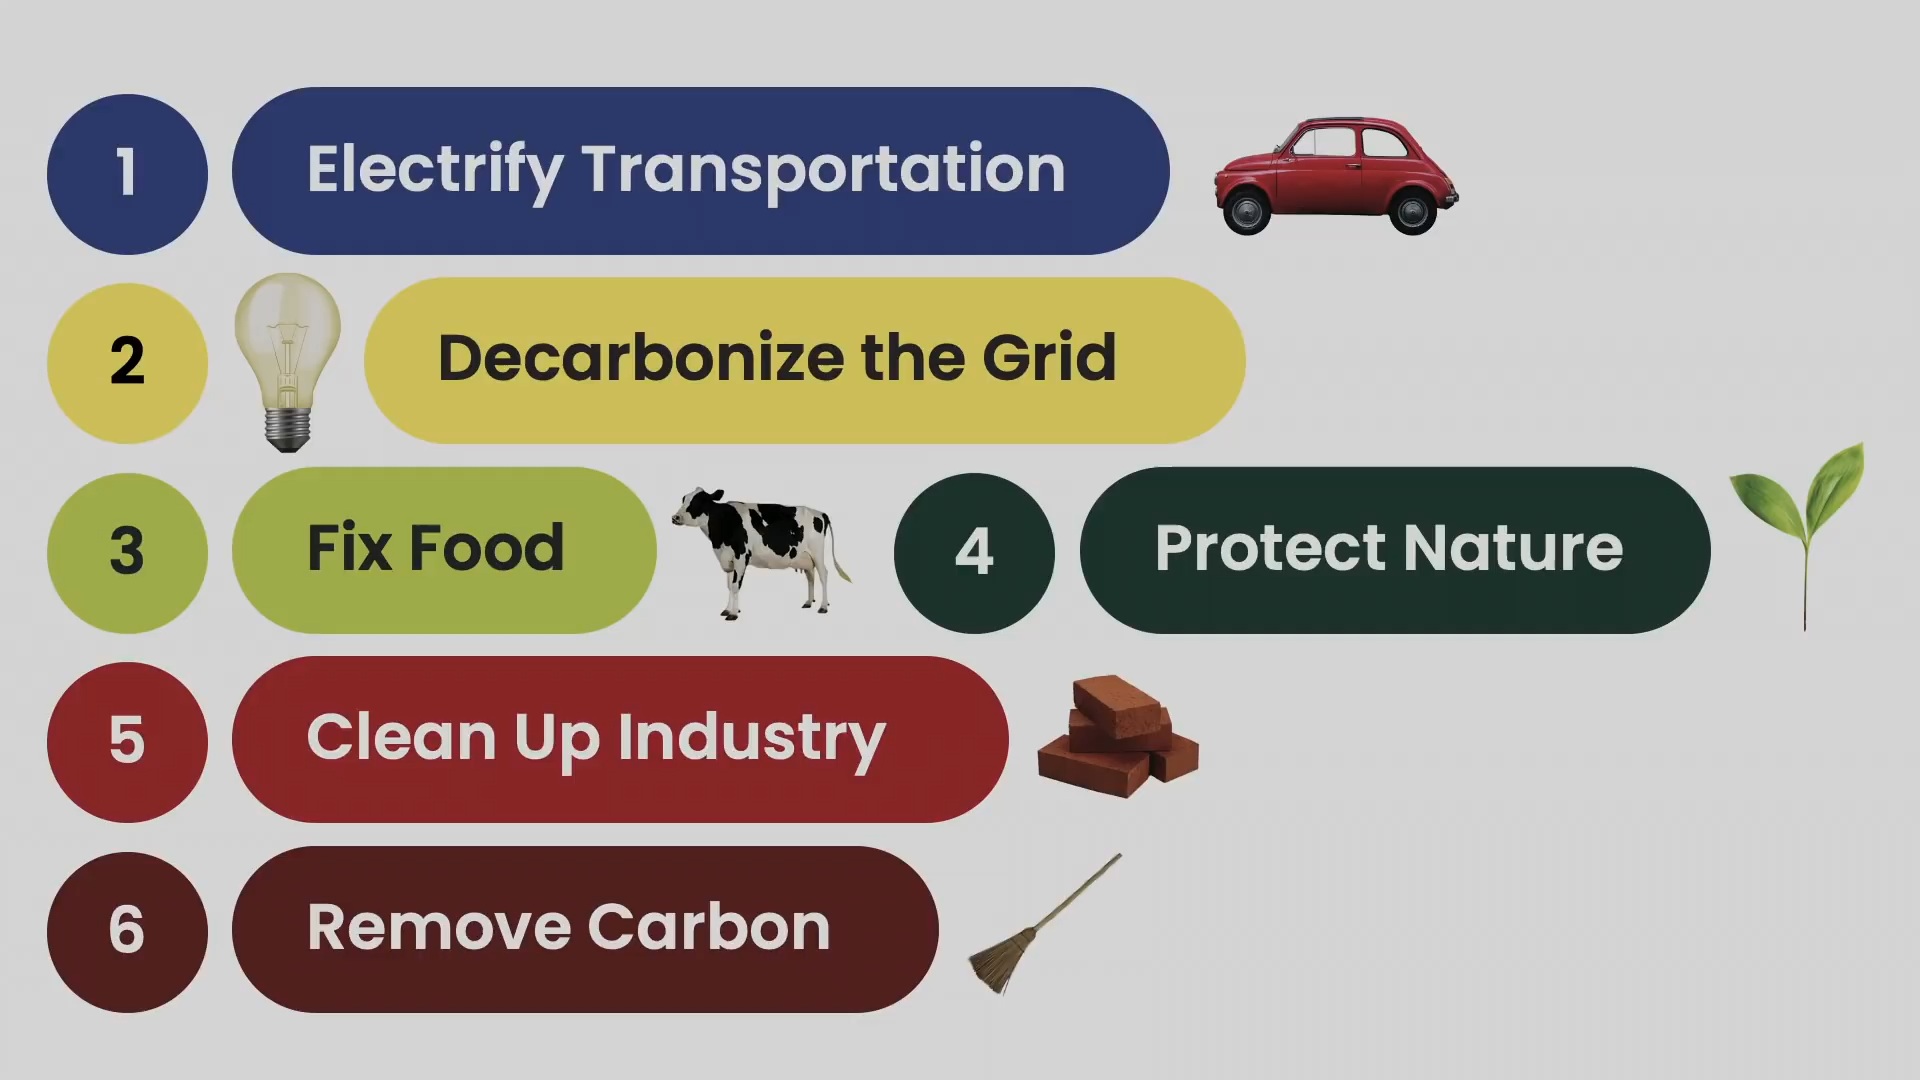 1 Electrify Transportation
2 Decarbonize the Grid
3 Fix Food 4 Protect Nature
5 Clean Up Industry
6 Remove Carbon